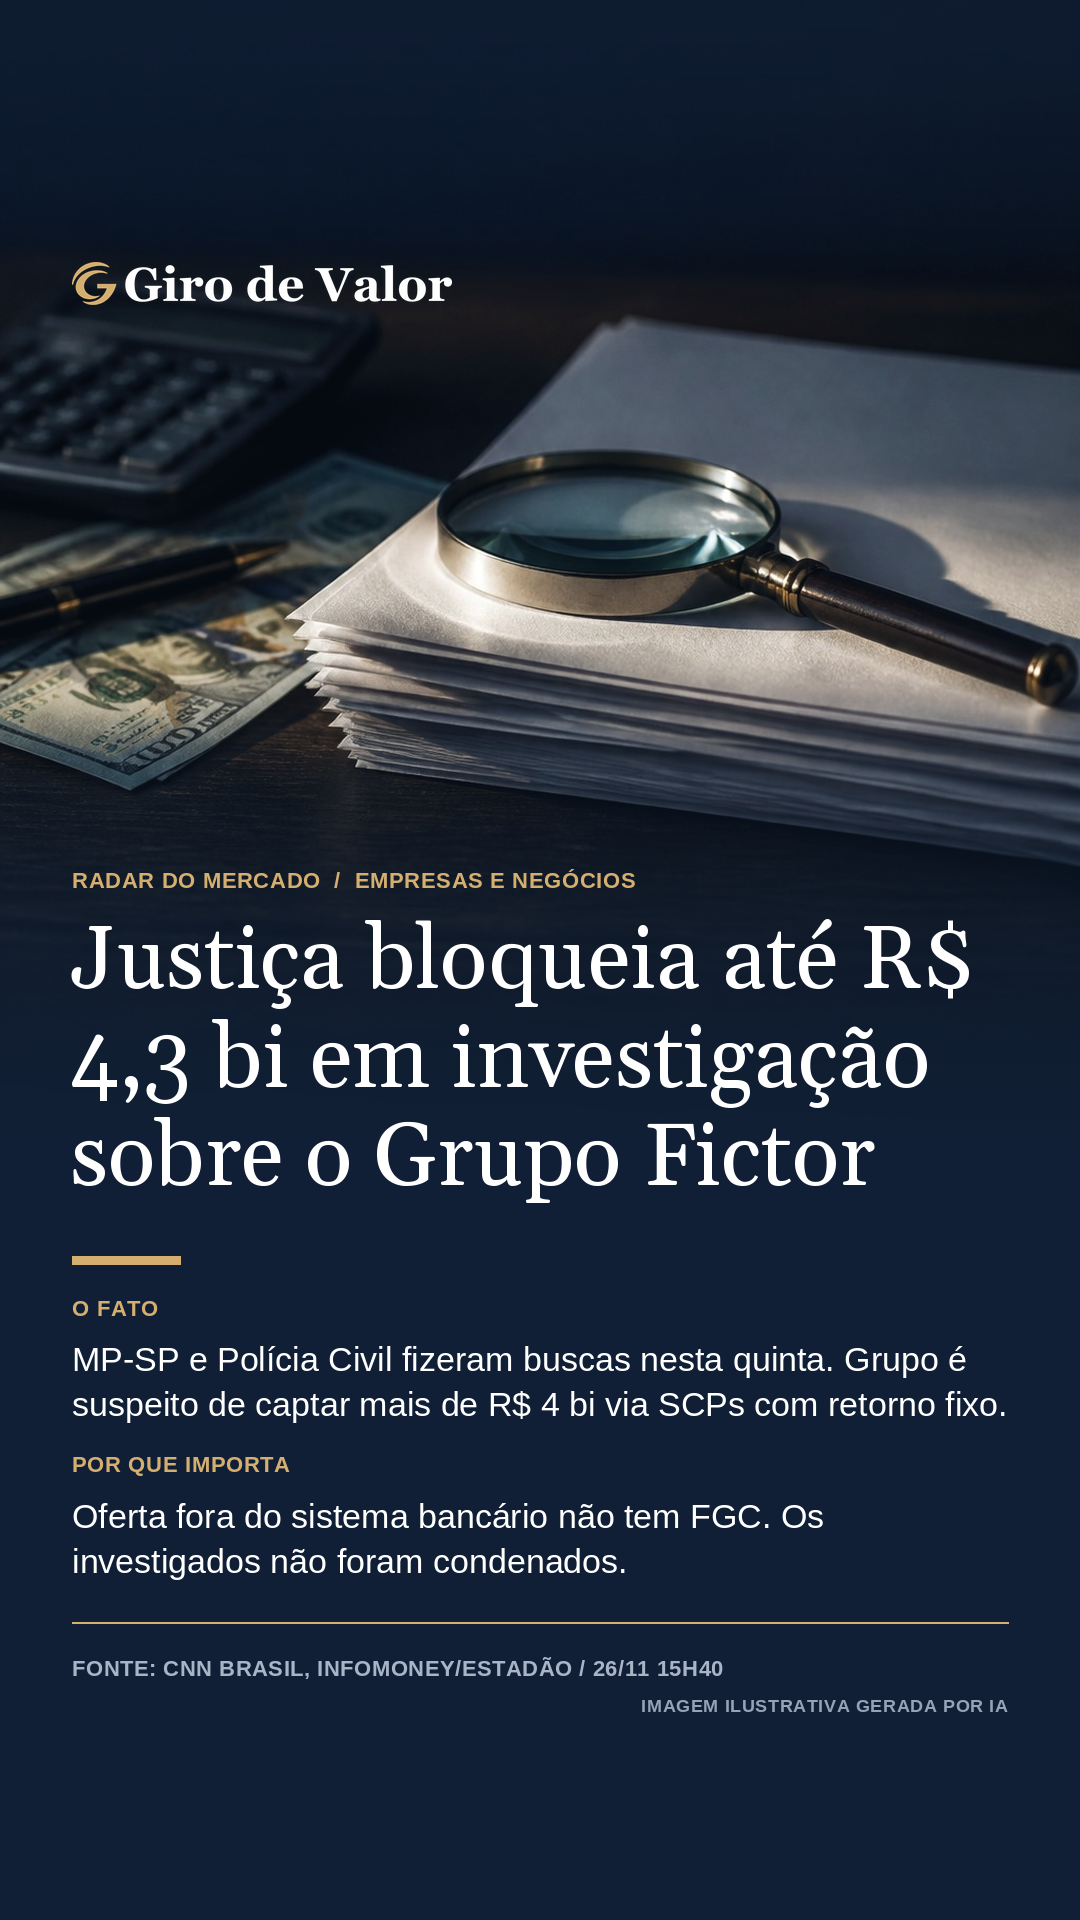 Giro de Valor
RADAR DO MERCADO / EMPRESAS E NEGÓCIOS
Justiça bloqueia até R$
4,3 bi em investigação
sobre o Grupo Fictor
O FATO
MP-SP e Polícia Civil fizeram buscas nesta quinta. Grupo é
suspeito de captar mais de R$ 4 bi via SCPs com retorno fixo.
POR QUE IMPORTA
Oferta fora do sistema bancário não tem FGC. Os
investigados não foram condenados.
FONTE: CNN BRASIL, INFOMONEY/ESTADÃO / 26/11 15H40
IMAGEM ILUSTRATIVA GERADA POR IA